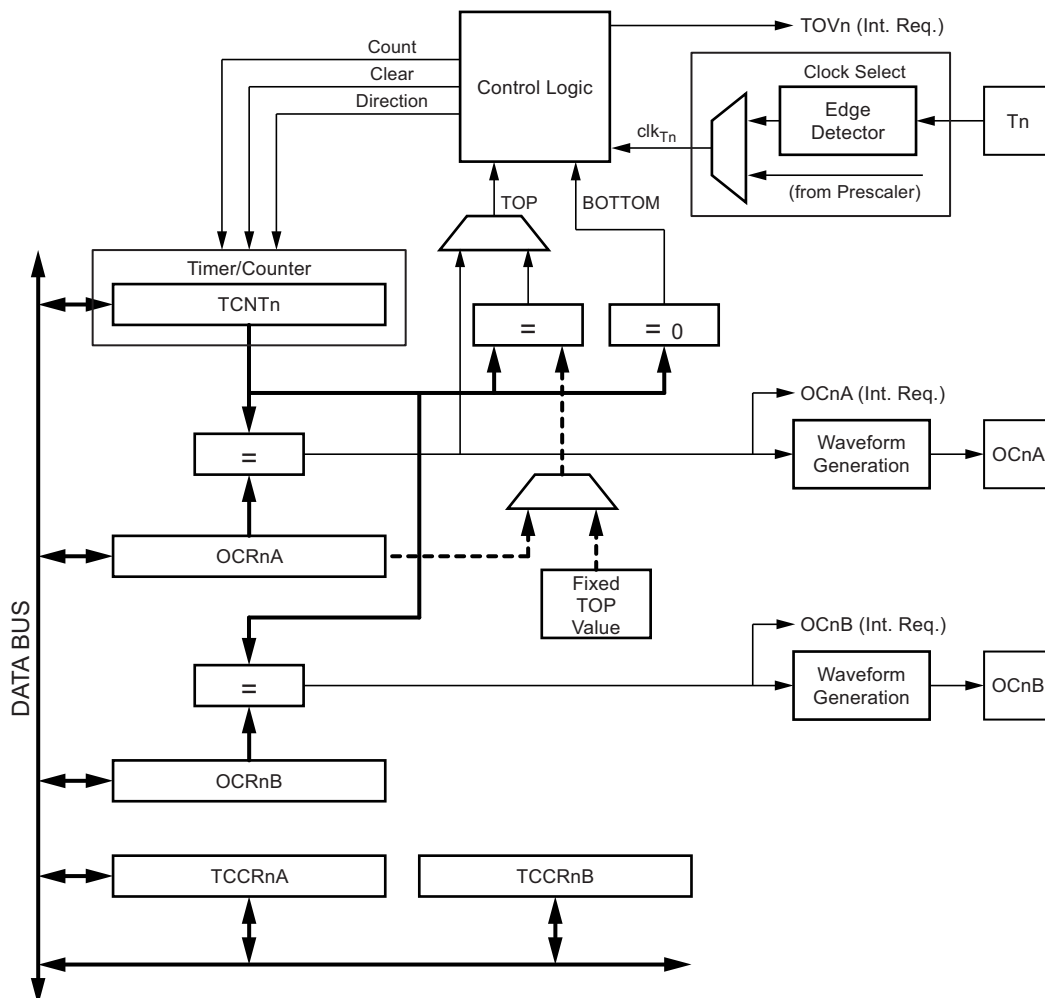 TOVn (Int. Req.)
Count
Clear
Direction
Control Logic
Clock Select
Edge
Detector
Tn
clkTn
(from Prescaler)
TOP
BOTTOM
Timer/Counter
TCNTn
=
= 0
OCnA (Int. Req.)
=
Waveform
Generation
OCnA
OCRnA
Fixed
TOP
Value
DATA BUS
OCnB (Int. Req.)
=
Waveform
Generation
OCnB
OCRnB
TCCRnA
TCCRnB